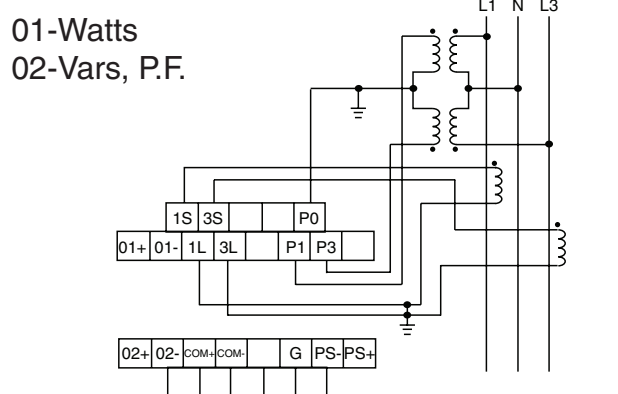 L1 N L3
01-Watts
02-Vars, P.F.
1S 3S P0
01+ 01- 1L 3L P1 P3
02+ 02- COM+ COM- G PS- PS+